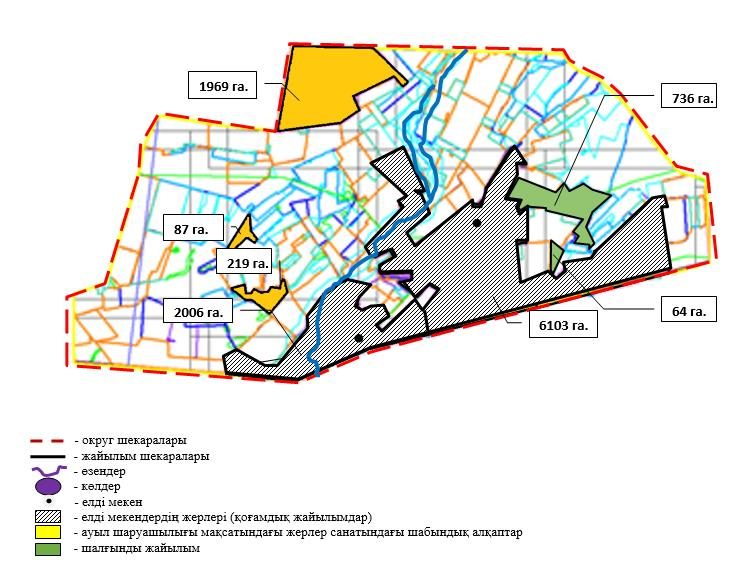 1969 га.
736 га.
87 га.
219 га.
2006 га.
64 га.
6103 га.
- округ шекаралары
- жайылым шекаралары
- өзендер
- көлдер
- елді мекен
- елді мекендердің жерлері (қоғамдық жайылымдар)
- ауыл шаруашылығы мақсатындағы жерлер санатындағы шабындық алқаптар
- шалғынды жайылым